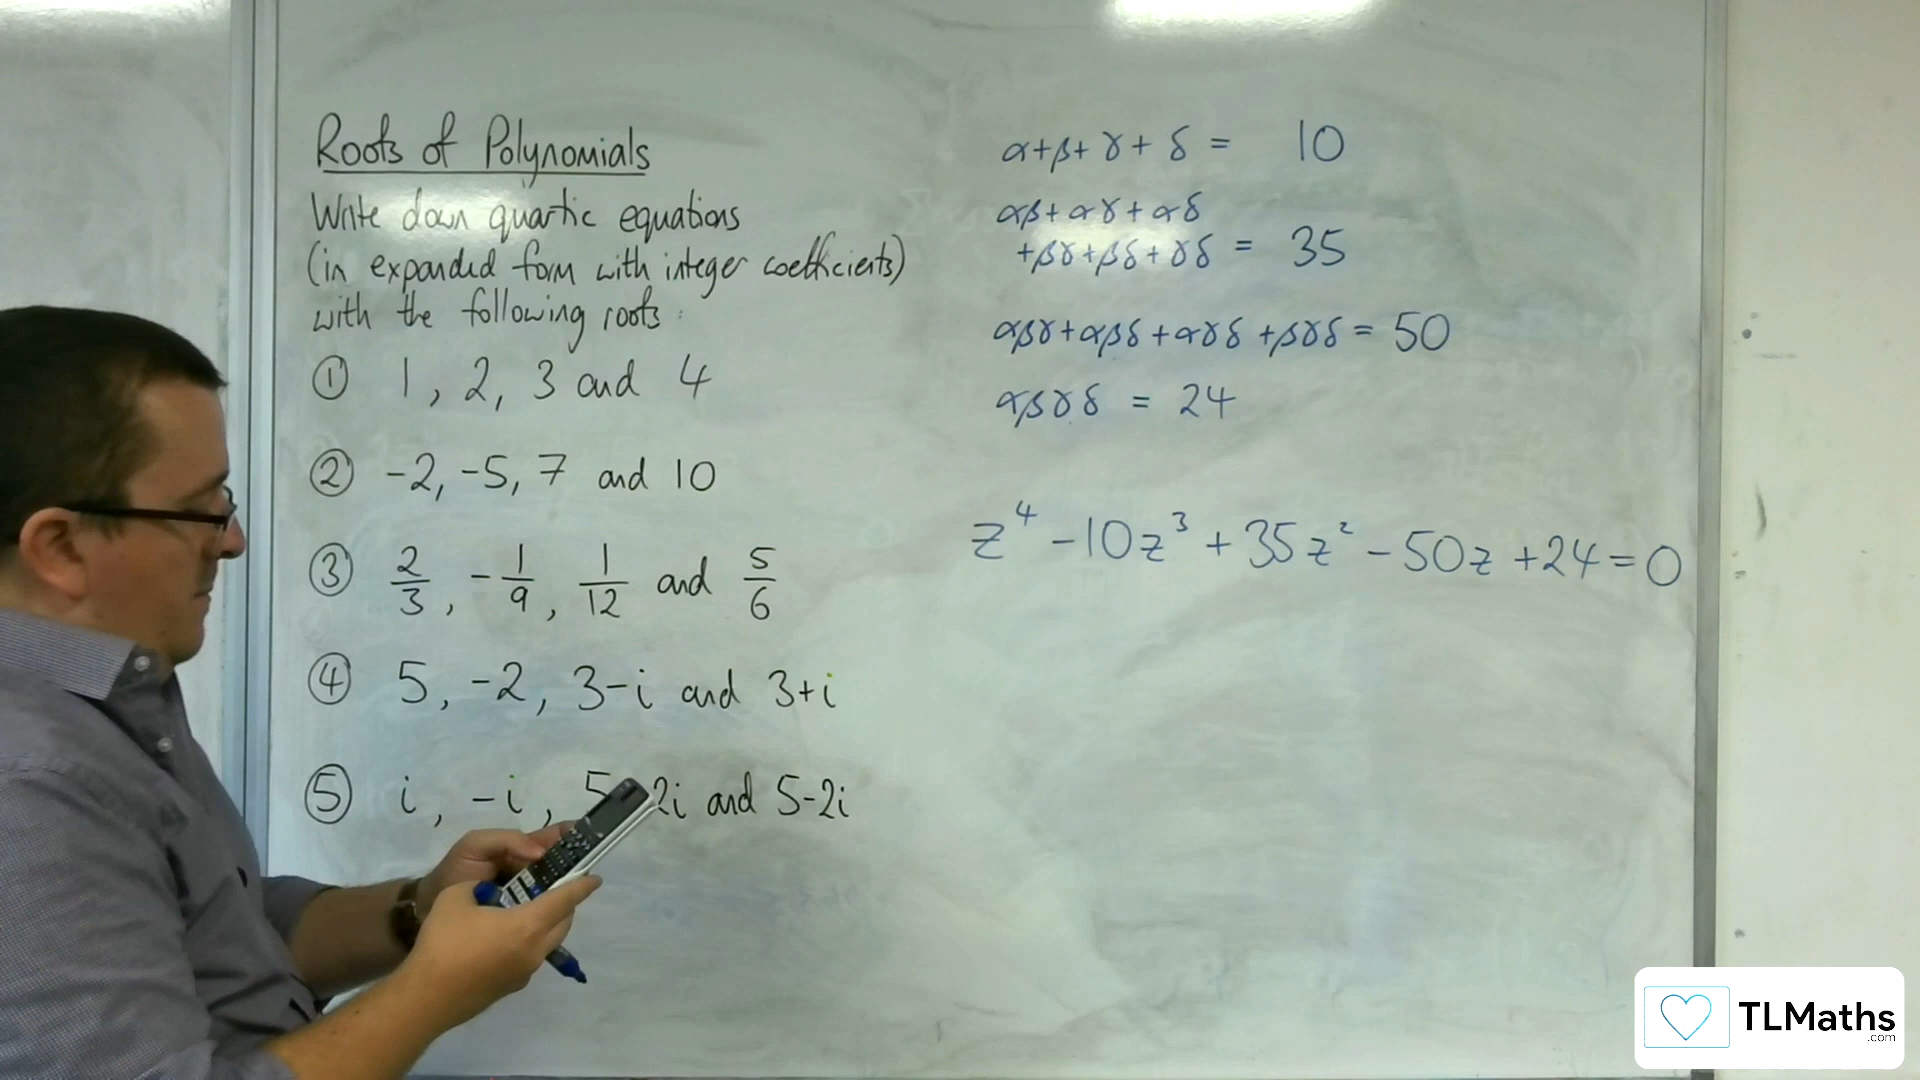 Roots of Polynomials
Write down quartic equations
(in expanded form with integer coefficients)
with the following roots:
① 1, 2, 3 and 4
② -2, -5, 7 and 10
③ 2/3, -1/9, 1/12 and 5/6
④ 5, -2, 3-i and 3+i
⑤ i, -i, 5 2i and 5-2i
α+β+γ+δ = 10
αβ+αγ+αδ
+βγ+βδ+γδ = 35
αβγ+αβδ+αγδ+βγδ = 50
αβγδ = 24
z⁴ -10z³ + 35z² - 50z + 24 = 0
TLMaths
.com